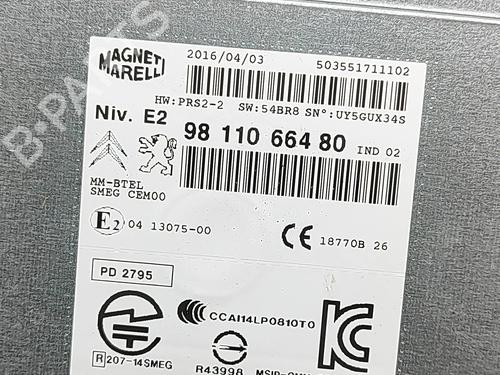 MAGNETI MARELLI
2016/04/03 503551711102
HW:PRS2-2 SW:54BR8 SN°:UY5GUX34S
Niv. E2 98 110 664 80 IND 02
MM-BTEL
SMEG CEM00
E2 04 13075-00 CE 18770B 26
PD 2795
CCAI14LP0810T0
R 207-14SMEG R43998
B-PARTS